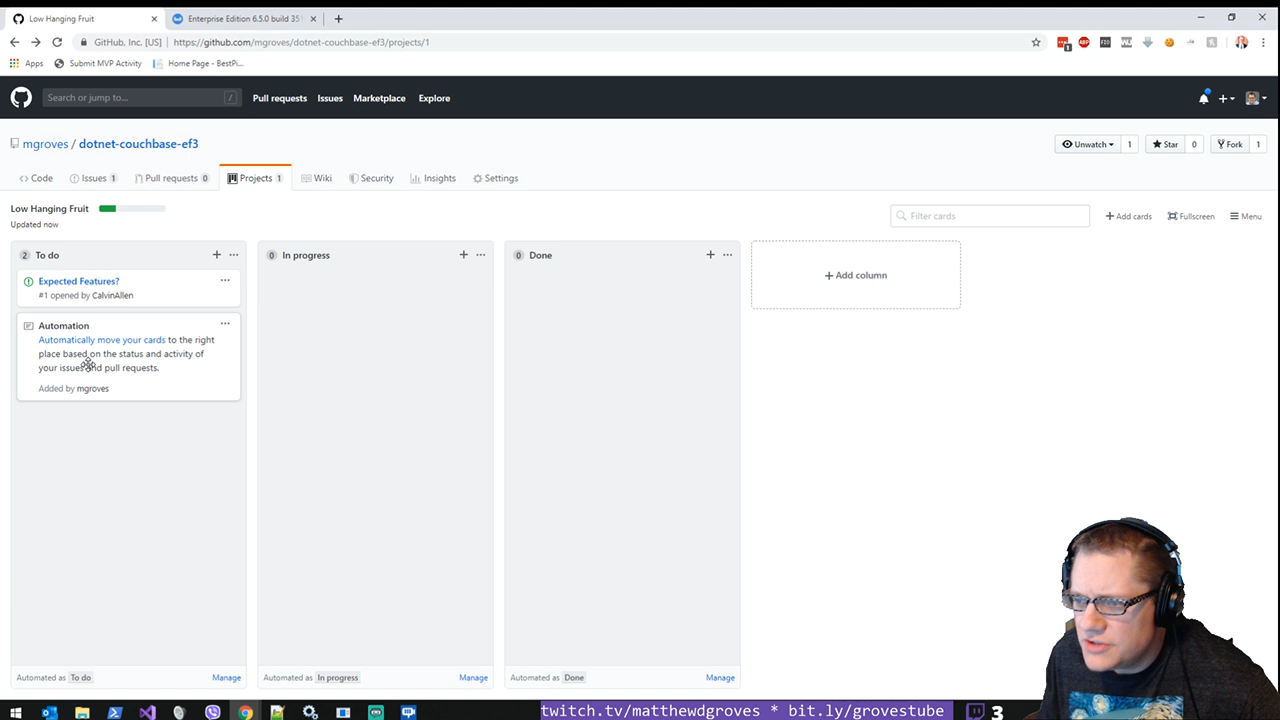 Low Hanging Fruit
Enterprise Edition 6.5.0 build 351
GitHub, Inc. [US] | https://github.com/mgroves/dotnet-couchbase-ef3/projects/1
Apps Submit MVP Activity Home Page - BestPi...
Search or jump to... / Pull requests Issues Marketplace Explore
mgroves / dotnet-couchbase-ef3 Unwatch 1 Star 0 Fork 1
<> Code Issues 1 Pull requests 0 Projects 1 Wiki Security Insights Settings
Low Hanging Fruit
Updated now
Filter cards + Add cards Fullscreen Menu
2 To do + ...
Expected Features? ...
#1 opened by CalvinAllen
Automation ...
Automatically move your cards to the right
place based on the status and activity of
your issues and pull requests.
Added by mgroves
Automated as To do Manage
0 In progress + ...
Automated as In progress Manage
0 Done + ...
Automated as Done Manage
+ Add column
twitch.tv/matthewdgroves * bit.ly/grovestube 3